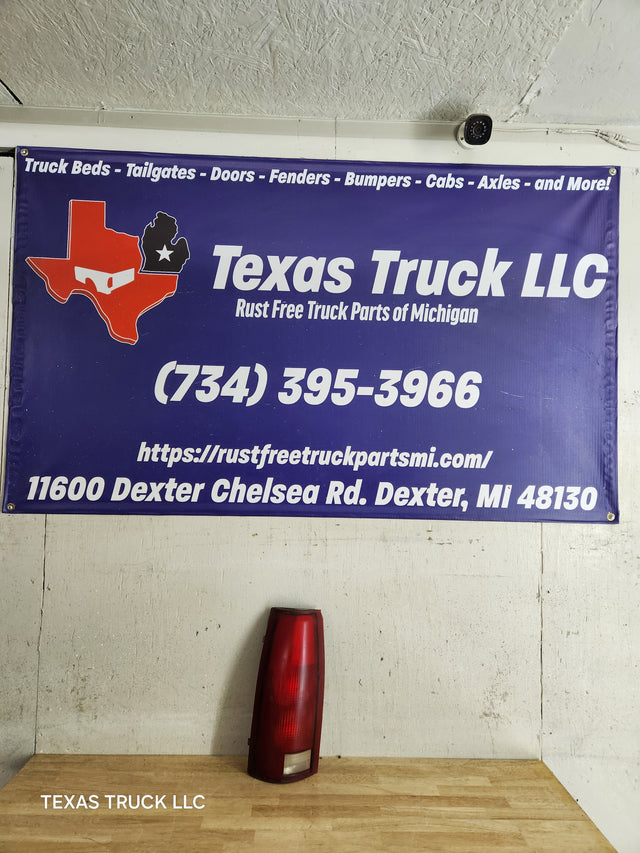 Truck Beds - Tailgates - Doors - Fenders - Bumpers - Cabs - Axles - and More!
Texas Truck LLC
Rust Free Truck Parts of Michigan
(734) 395-3966
https://rustfreetruckpartsmi.com/
11600 Dexter Chelsea Rd. Dexter, MI 48130
TEXAS TRUCK LLC